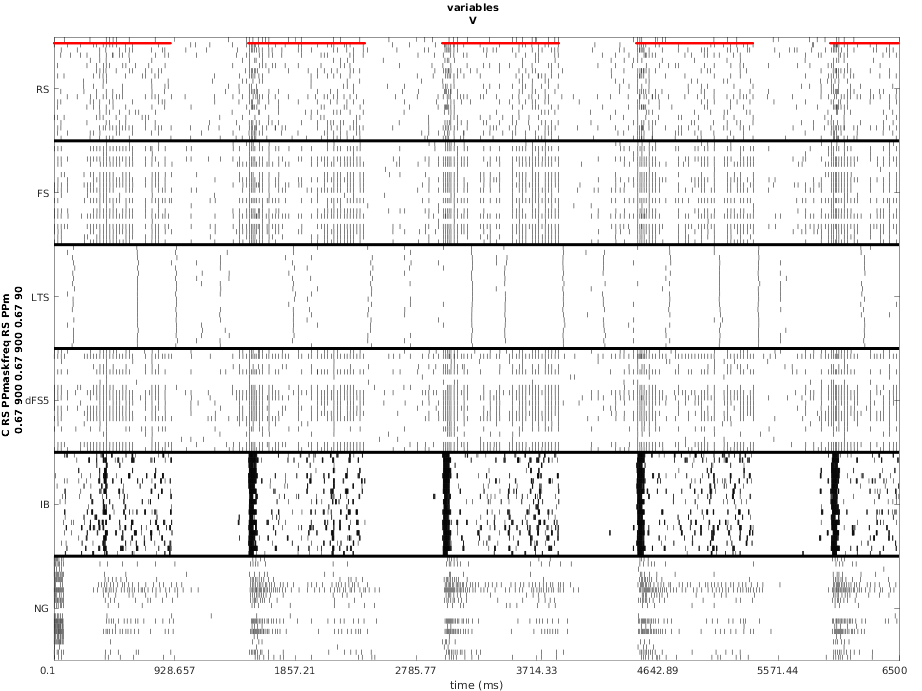 variables
V
C RS PPmaskfreq RS PPm
0.67 900 0.67 900 0.67 90
RS
FS
LTS
dFS5
IB
NG
0.1 928.657 1857.21 2785.77 3714.33 4642.89 5571.44 6500
time (ms)